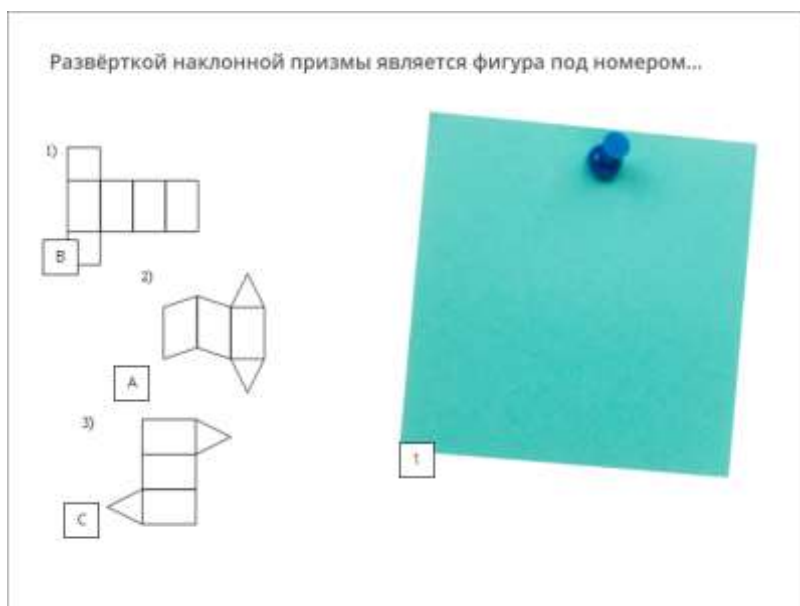 Развёрткой наклонной призмы является фигура под номером...
1)
B
2)
A
3)
1
C